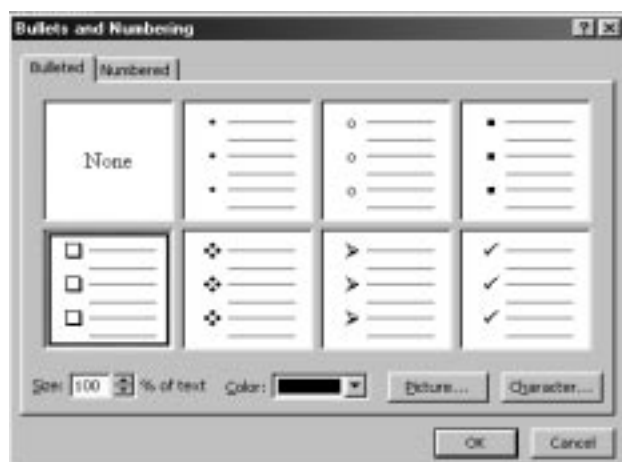 Bullets and Numbering
Bulleted Numbered
None
Size: 100 % of text Color: Picture... Character...
OK Cancel